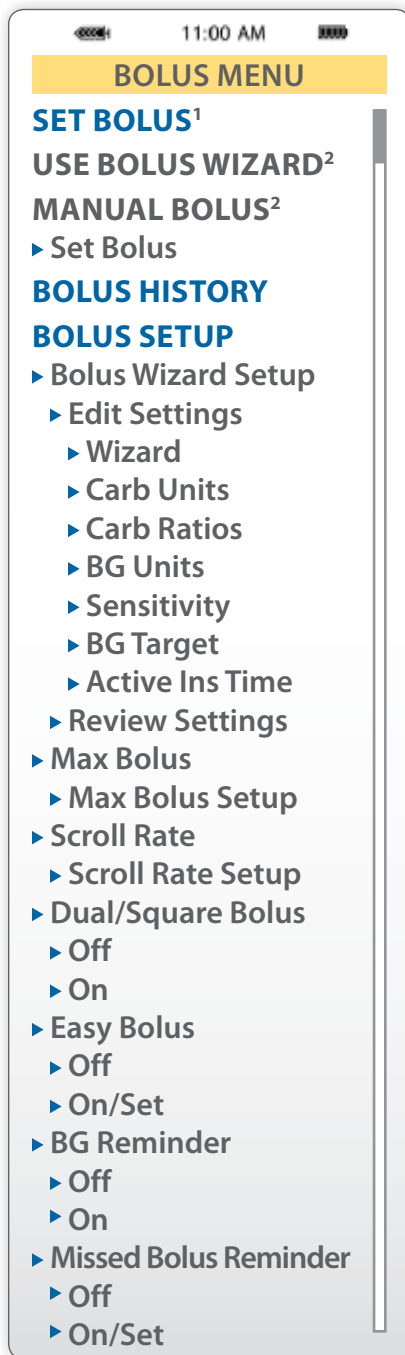 11:00 AM
BOLUS MENU
SET BOLUS¹
USE BOLUS WIZARD²
MANUAL BOLUS²
Set Bolus
BOLUS HISTORY
BOLUS SETUP
Bolus Wizard Setup
Edit Settings
Wizard
Carb Units
Carb Ratios
BG Units
Sensitivity
BG Target
Active Ins Time
Review Settings
Max Bolus
Max Bolus Setup
Scroll Rate
Scroll Rate Setup
Dual/Square Bolus
Off
On
Easy Bolus
Off
On/Set
BG Reminder
Off
On
Missed Bolus Reminder
Off
On/Set